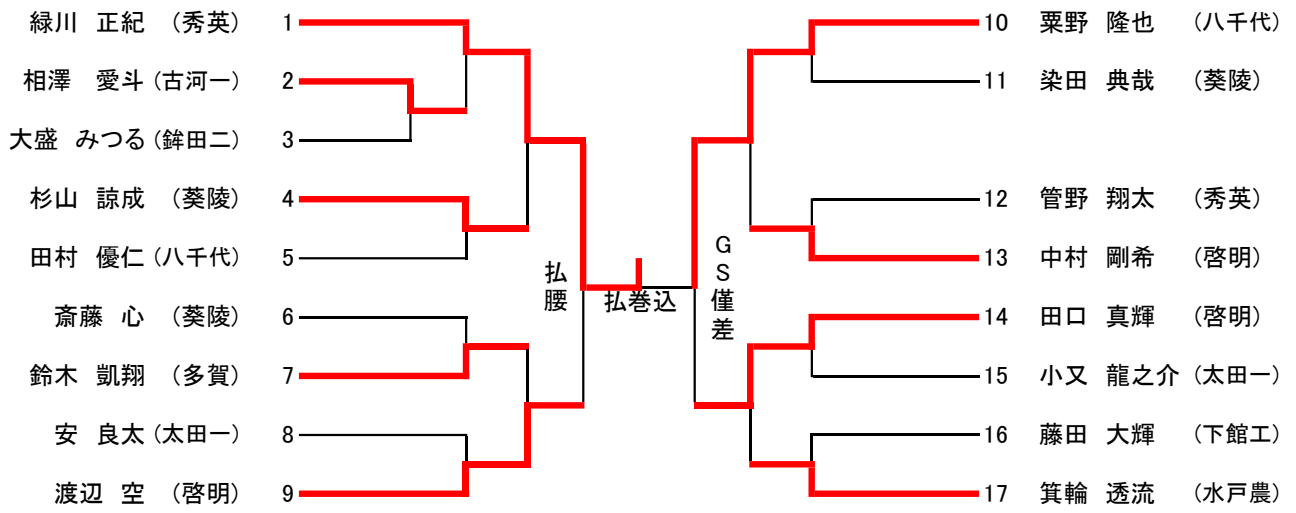 緑川 正紀 (秀英) 1
相澤 愛斗 (古河一) 2
大盛 みつる (鉾田二) 3
杉山 諒成 (葵陵) 4
田村 優仁 (八千代) 5
斎藤 心 (葵陵) 6
鈴木 凱翔 (多賀) 7
安 良太 (太田一) 8
渡辺 空 (啓明) 9
払腰
払巻込
GS僅差
10 粟野 隆也 (八千代)
11 染田 典哉 (葵陵)
12 管野 翔太 (秀英)
13 中村 剛希 (啓明)
14 田口 真輝 (啓明)
15 小又 龍之介 (太田一)
16 藤田 大輝 (下館工)
17 箕輪 透流 (水戸農)